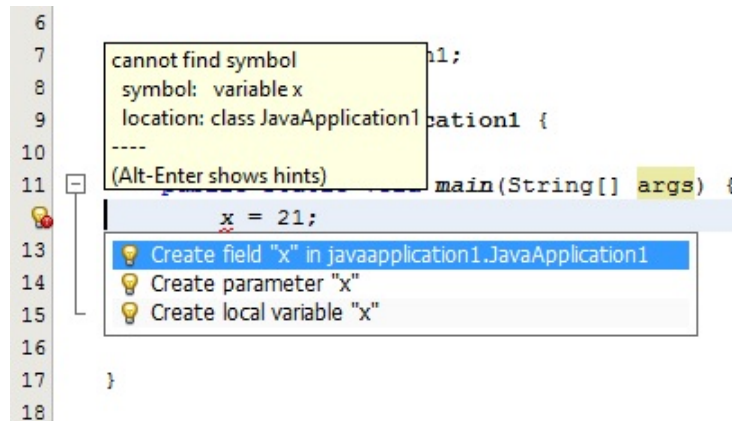 6
7 n1;
8
9 cation1 {
10
11 main(String[] args) {
cannot find symbol
symbol: variable x
location: class JavaApplication1
----
(Alt-Enter shows hints)
x = 21;
Create field "x" in javaapplication1.JavaApplication1
Create parameter "x"
Create local variable "x"
13
14
15
16
17 }
18